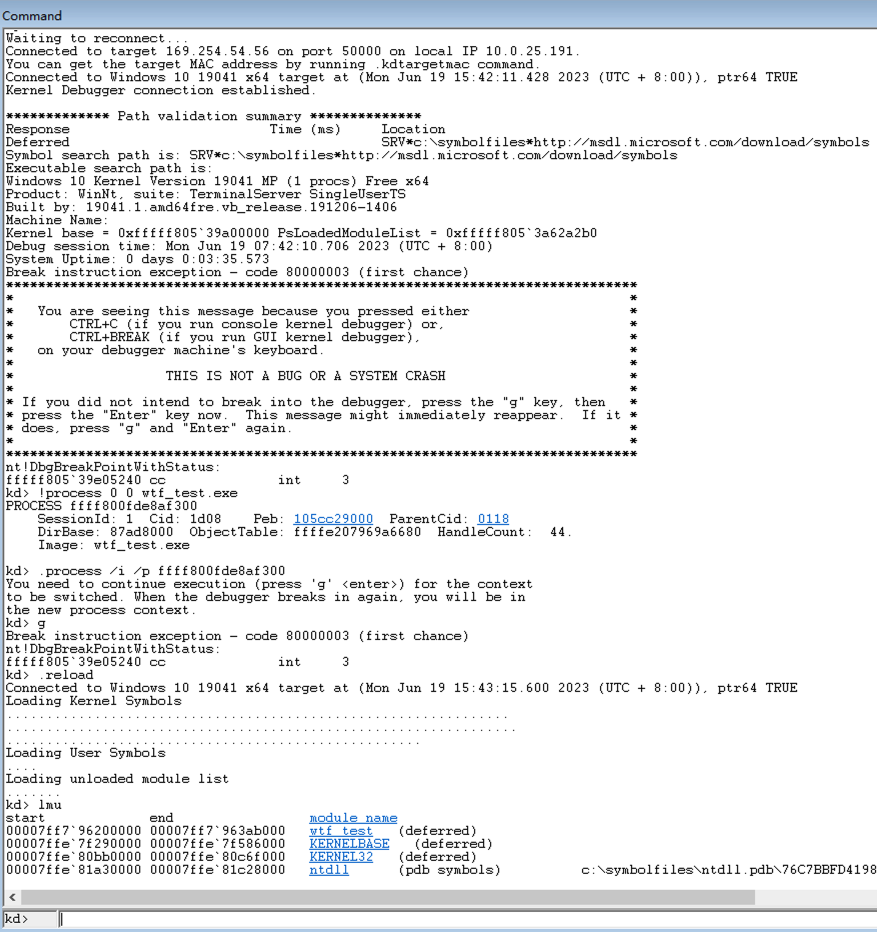 Command
Waiting to reconnect...
Connected to target 169.254.54.56 on port 50000 on local IP 10.0.25.191.
You can get the target MAC address by running .kdtargetmac command.
Connected to Windows 10 19041 x64 target at (Mon Jun 19 15:42:11.428 2023 (UTC + 8:00)), ptr64 TRUE
Kernel Debugger connection established.
************* Path validation summary **************
Response                         Time (ms)     Location
Deferred                                       SRV*c:\symbolfiles*http://msdl.microsoft.com/download/symbols
Symbol search path is: SRV*c:\symbolfiles*http://msdl.microsoft.com/download/symbols
Executable search path is:
Windows 10 Kernel Version 19041 MP (1 procs) Free x64
Product: WinNt, suite: TerminalServer SingleUserTS
Built by: 19041.1.amd64fre.vb_release.191206-1406
Machine Name:
Kernel base = 0xfffff805`39a00000 PsLoadedModuleList = 0xfffff805`3a62a2b0
Debug session time: Mon Jun 19 07:42:10.706 2023 (UTC + 8:00)
System Uptime: 0 days 0:03:35.573
Break instruction exception - code 80000003 (first chance)
*******************************************************************************
*                                                                             *
*   You are seeing this message because you pressed either                    *
*       CTRL+C (if you run console kernel debugger) or,                       *
*       CTRL+BREAK (if you run GUI kernel debugger),                          *
*   on your debugger machine's keyboard.                                      *
*                                                                             *
*                   THIS IS NOT A BUG OR A SYSTEM CRASH                       *
*                                                                             *
* If you did not intend to break into the debugger, press the "g" key, then   *
* press the "Enter" key now.  This message might immediately reappear.  If it *
* does, press "g" and "Enter" again.                                          *
*                                                                             *
*******************************************************************************
nt!DbgBreakPointWithStatus:
fffff805`39e05240 cc              int     3
kd> !process 0 0 wtf_test.exe
PROCESS ffff800fde8af300
    SessionId: 1  Cid: 1d08    Peb: 105cc29000  ParentCid: 0118
    DirBase: 87ad8000  ObjectTable: ffffe207969a6680  HandleCount:  44.
    Image: wtf_test.exe
kd> .process /i /p ffff800fde8af300
You need to continue execution (press 'g' <enter>) for the context
to be switched. When the debugger breaks in again, you will be in
the new process context.
kd> g
Break instruction exception - code 80000003 (first chance)
nt!DbgBreakPointWithStatus:
fffff805`39e05240 cc              int     3
kd> .reload
Connected to Windows 10 19041 x64 target at (Mon Jun 19 15:43:15.600 2023 (UTC + 8:00)), ptr64 TRUE
Loading Kernel Symbols
...............................................................
................................................................
....................................................
Loading User Symbols
....
Loading unloaded module list
.......
kd> lmu
start             end                 module name
00007ff7`96200000 00007ff7`963ab000   wtf_test   (deferred)
00007ffe`7f290000 00007ffe`7f586000   KERNELBASE   (deferred)
00007ffe`80bb0000 00007ffe`80c6f000   KERNEL32   (deferred)
00007ffe`81a30000 00007ffe`81c28000   ntdll      (pdb symbols)          c:\symbolfiles\ntdll.pdb\76C7BBFD4198
kd>